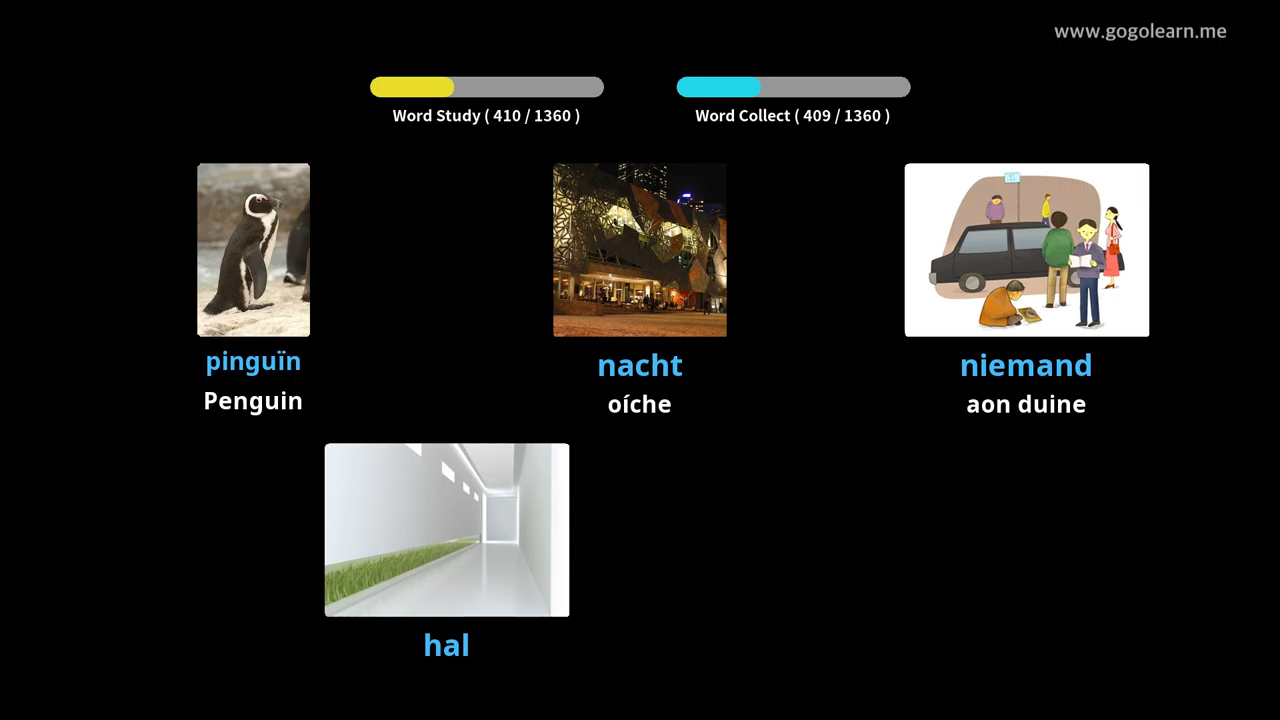 www.gogolearn.me
Word Study ( 410 / 1360 )
Word Collect ( 409 / 1360 )
pinguïn
nacht
niemand
Penguin
oíche
aon duine
hal